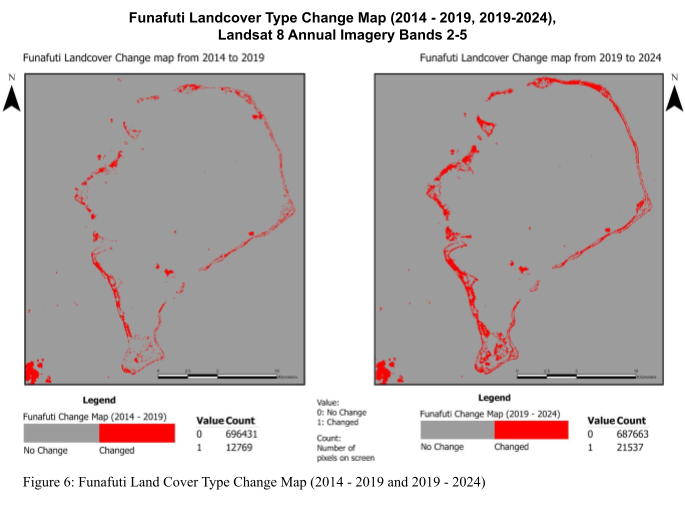 Funafuti Landcover Type Change Map (2014 - 2019, 2019-2024),
Landsat 8 Annual Imagery Bands 2-5
Funafuti Landcover Change map from 2014 to 2019
Funafuti Landcover Change map from 2019 to 2024
N
N
Legend
Funafuti Change Map (2014 - 2019)
No Change Changed
Value Count
0 696431
1 12769
Value:
0: No Change
1: Changed
Count:
Number of
pixels on screen
Legend
Funafuti Change Map (2019 - 2024)
No Change Changed
Value Count
0 687663
1 21537
Figure 6: Funafuti Land Cover Type Change Map (2014 - 2019 and 2019 - 2024)